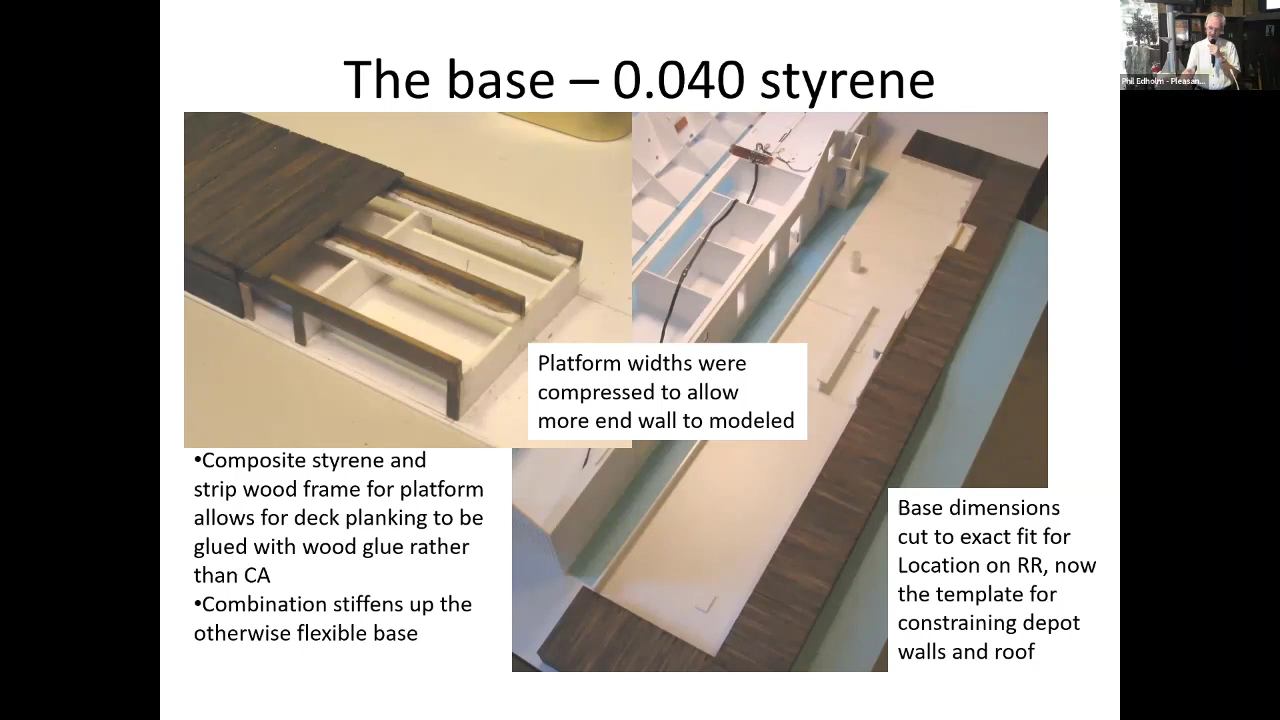 The base – 0.040 styrene
Phil Edholm - Pleasan...
Platform widths were
compressed to allow
more end wall to modeled
•Composite styrene and
strip wood frame for platform
allows for deck planking to be
glued with wood glue rather
than CA
•Combination stiffens up the
otherwise flexible base
Base dimensions
cut to exact fit for
Location on RR, now
the template for
constraining depot
walls and roof